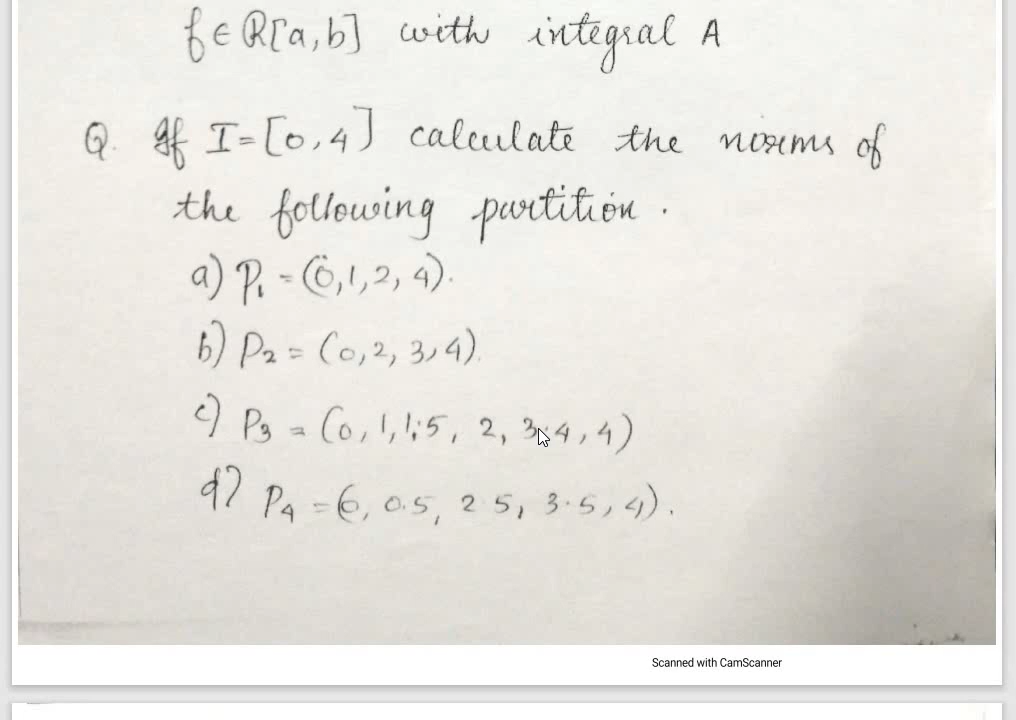 f ∈ R[a,b] with integral A
Q. If I = [0,4] calculate the norms of
the following partition.
a) P₁ = (0,1,2,4).
b) P₂ = (0,2,3,4).
c) P₃ = (0,1,1.5, 2, 3.4, 4)
d) P₄ = (0, 0.5, 2.5, 3.5, 4).
Scanned with CamScanner